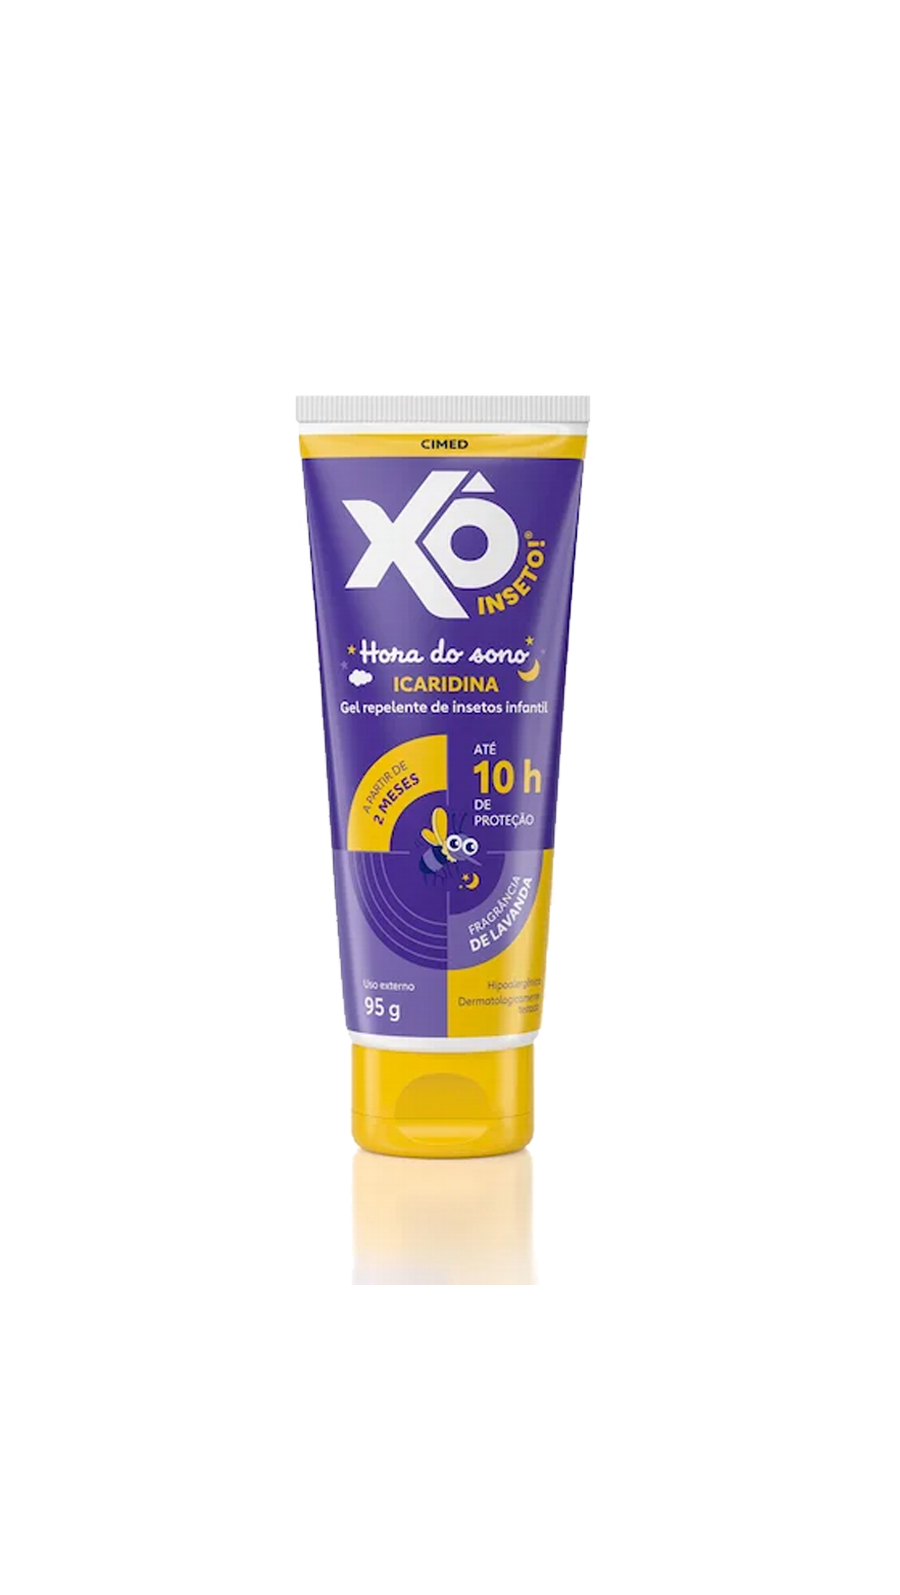 CIMED
XÔ
INSETO!®
Hora do sono
ICARIDINA
Gel repelente de insetos infantil
A PARTIR DE
2 MESES
ATÉ
10 h
DE
PROTEÇÃO
FRAGRÂNCIA
DE LAVANDA
Uso externo
95 g
Hipoalergênico
Dermatologicamente
testado